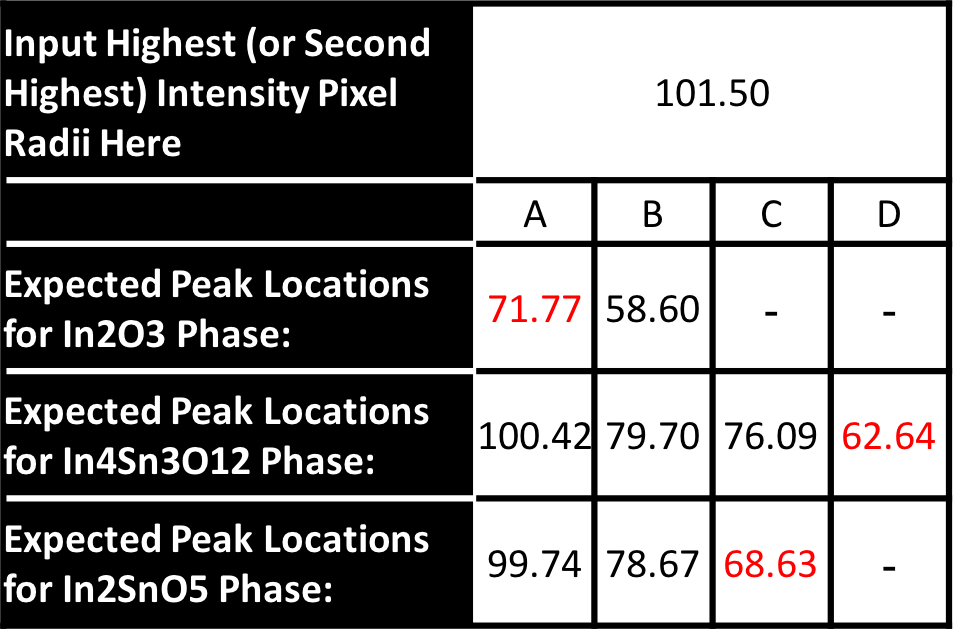 Input Highest (or Second
Highest) Intensity Pixel
Radii Here
101.50
A B C D
Expected Peak Locations
for In2O3 Phase:
71.77 58.60 - -
Expected Peak Locations
for In4Sn3O12 Phase:
100.42 79.70 76.09 62.64
Expected Peak Locations
for In2SnO5 Phase:
99.74 78.67 68.63 -